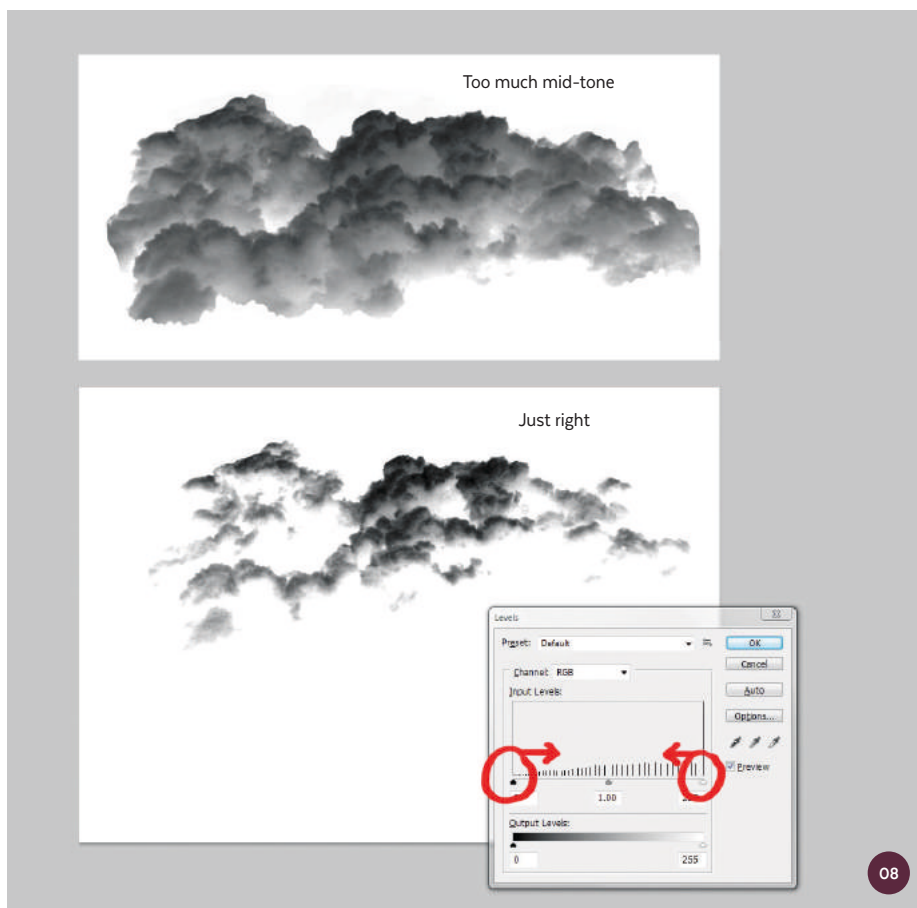 Too much mid-tone
Just right
Levels
Preset: Default
OK
Channel: RGB
Cancel
Input Levels:
Auto
Options...
Preview
1.00
Output Levels:
0 255
08